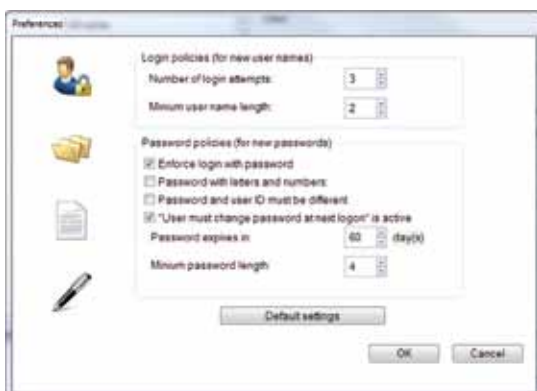 Preferences
Login policies (for new user names)
Number of login attempts: 3
Minium user name length: 2
Password policies (for new passwords)
Enforce login with password
Password with letters and numbers
Password and user ID must be different
"User must change password at next logon" is active
Password expires in 60 day(s)
Minium password length 4
Default settings
OK Cancel